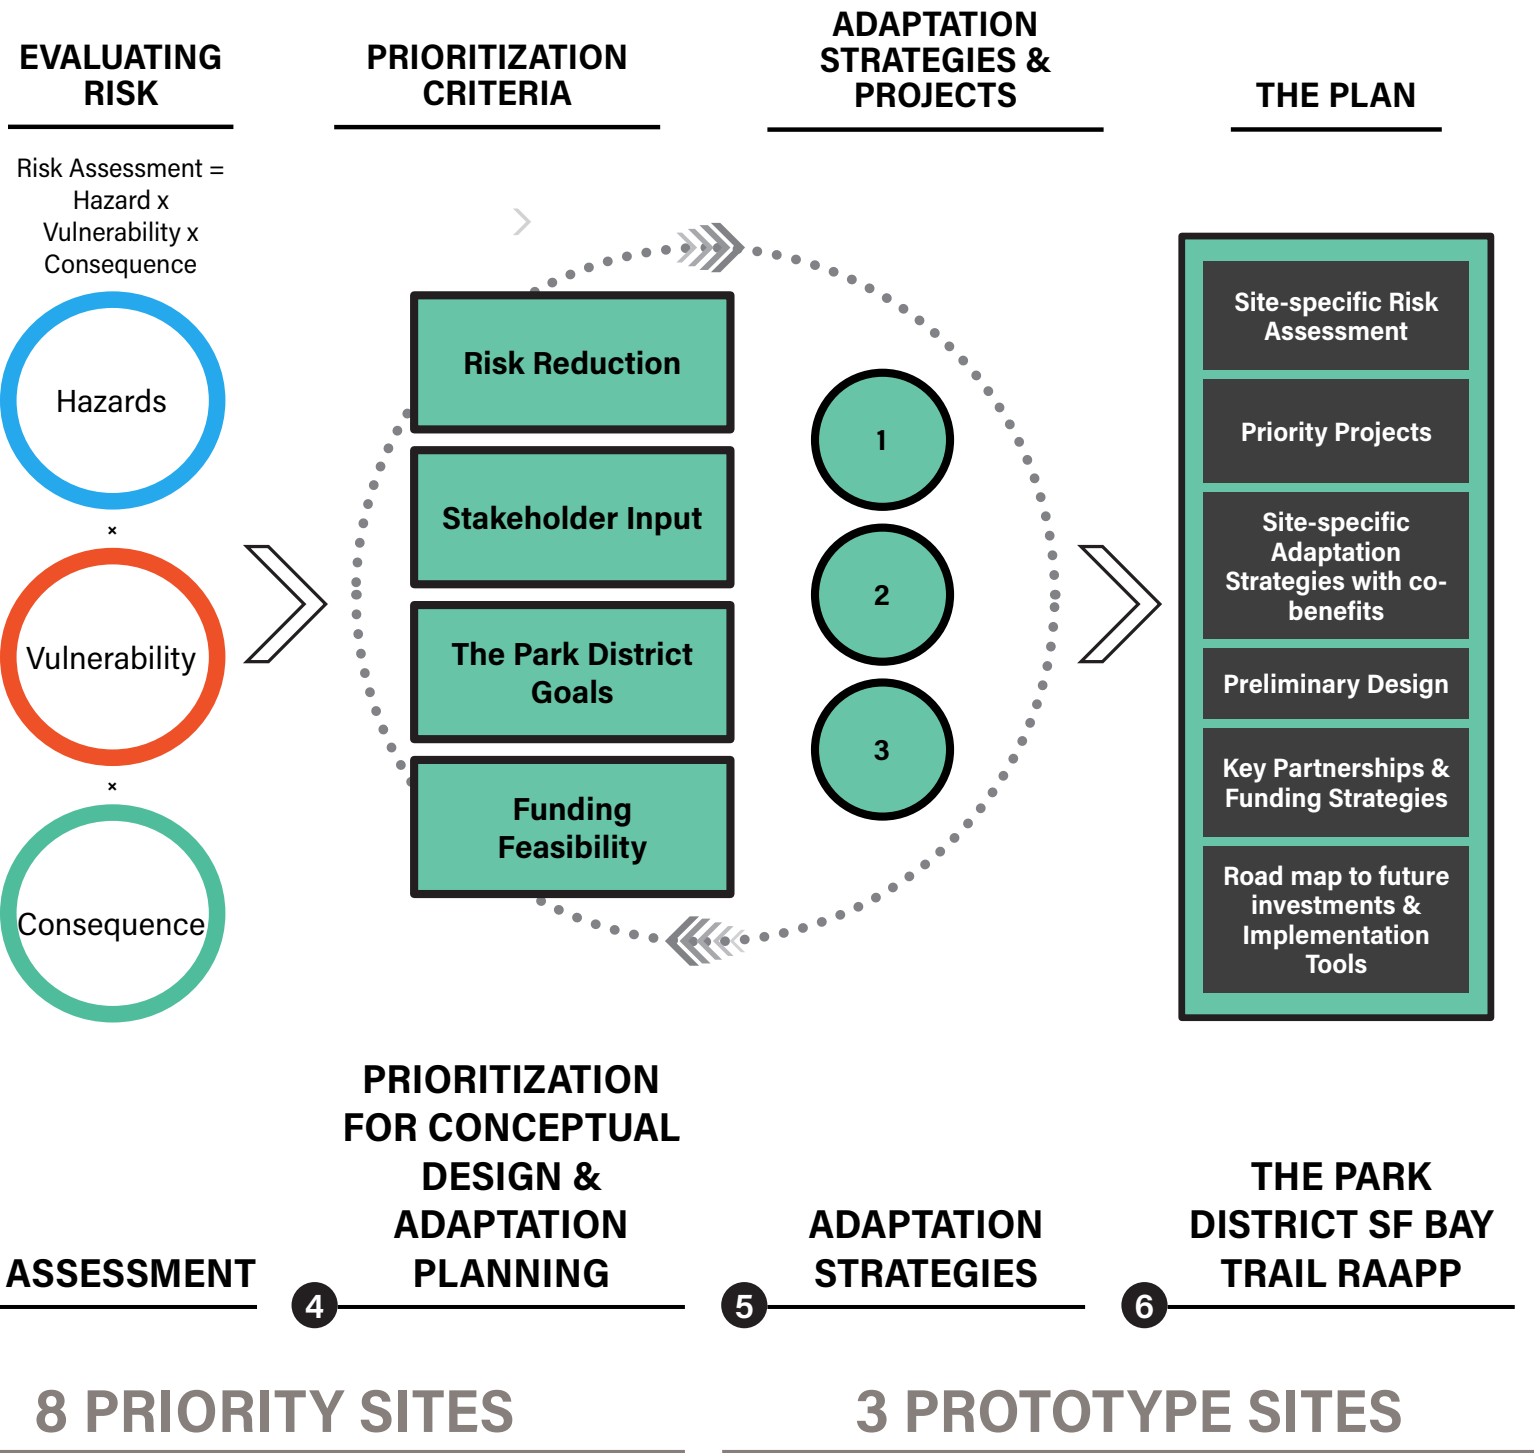 EVALUATING
RISK
Risk Assessment =
Hazard x
Vulnerability x
Consequence
Hazards
×
Vulnerability
×
Consequence
PRIORITIZATION
CRITERIA
Risk Reduction
Stakeholder Input
The Park District
Goals
Funding
Feasibility
ADAPTATION
STRATEGIES &
PROJECTS
1
2
3
THE PLAN
Site-specific Risk
Assessment
Priority Projects
Site-specific
Adaptation
Strategies with co-
benefits
Preliminary Design
Key Partnerships &
Funding Strategies
Road map to future
investments &
Implementation
Tools
ASSESSMENT
4
PRIORITIZATION
FOR CONCEPTUAL
DESIGN &
ADAPTATION
PLANNING
5
ADAPTATION
STRATEGIES
6
THE PARK
DISTRICT SF BAY
TRAIL RAAPP
8 PRIORITY SITES
3 PROTOTYPE SITES